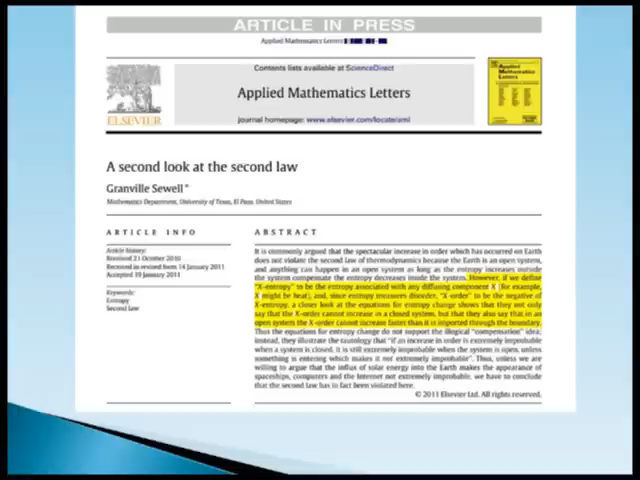 ARTICLE IN PRESS
Applied Mathematics Letters
Contents lists available at ScienceDirect
Applied Mathematics Letters
journal homepage: www.elsevier.com/locate/aml
ELSEVIER
Applied
Mathematics
Letters
A second look at the second law
Granville Sewell*
Mathematics Department, University of Texas, El Paso, United States
ARTICLE INFO
Article history:
Received 23 October 2010
Received in revised form 14 January 2011
Accepted 19 January 2011
Keywords:
Entropy
Second law
ABSTRACT
It is commonly argued that the spectacular increase in order which has occurred on Earth
does not violate the second law of thermodynamics because the Earth is an open system,
and anything can happen in an open system as long as the entropy increases outside
the system compensate the entropy decreases inside the system. However, if we define
"X-entropy" to be the entropy associated with any diffusing component X (for example,
X might be heat), and, since entropy measures disorder, "X-order" to be the negative of
X-entropy, a closer look at the equations for entropy change shows that they not only
say that the X-order cannot increase in a closed system, but that they also say that in an
open system the X-order cannot increase faster than it is imported through the boundary.
Thus the equations for entropy change do not support the illogical "compensation" idea;
instead, they illustrate the tautology that "if an increase in order is extremely improbable
when a system is closed, it is still extremely improbable when the system is open, unless
something is entering which makes it not extremely improbable". Thus, unless we are
willing to argue that the influx of solar energy into the Earth makes the appearance of
spaceships, computers and the Internet not extremely improbable, we have to conclude
that the second law has in fact been violated here.
© 2011 Elsevier Ltd. All rights reserved.